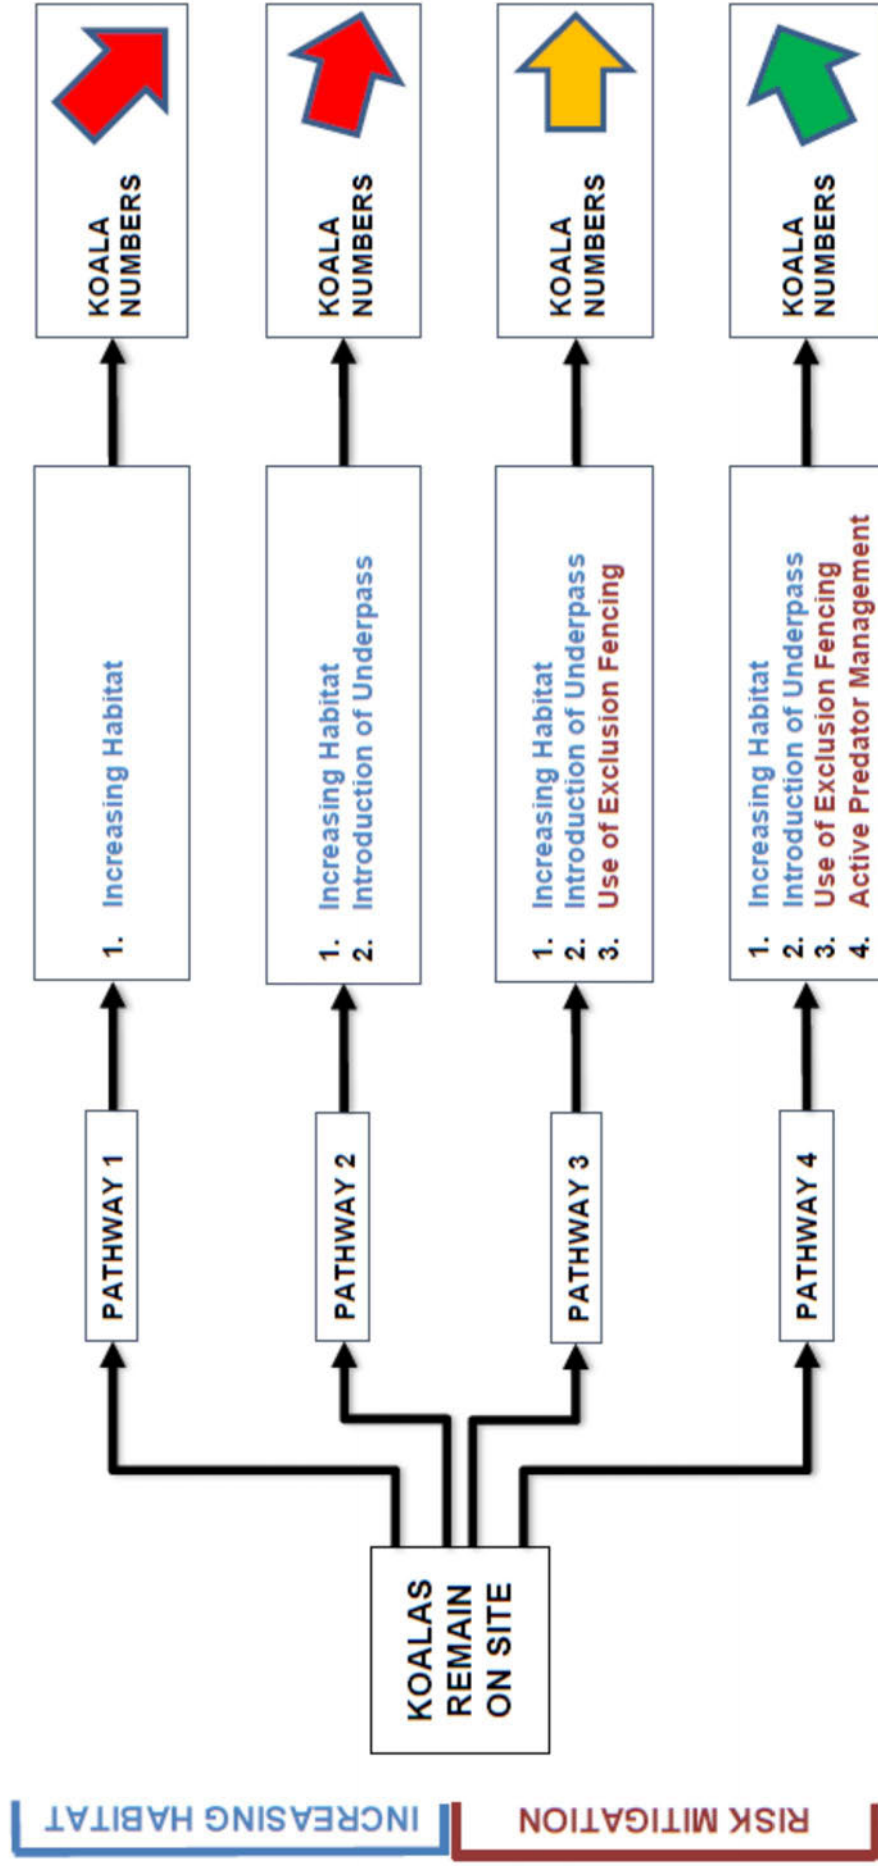 INCREASING HABITAT
RISK MITIGATION
KOALAS
REMAIN
ON SITE
PATHWAY 1
1. Increasing Habitat
KOALA
NUMBERS
PATHWAY 2
1. Increasing Habitat
2. Introduction of Underpass
KOALA
NUMBERS
PATHWAY 3
1. Increasing Habitat
2. Introduction of Underpass
3. Use of Exclusion Fencing
KOALA
NUMBERS
PATHWAY 4
1. Increasing Habitat
2. Introduction of Underpass
3. Use of Exclusion Fencing
4. Active Predator Management
KOALA
NUMBERS